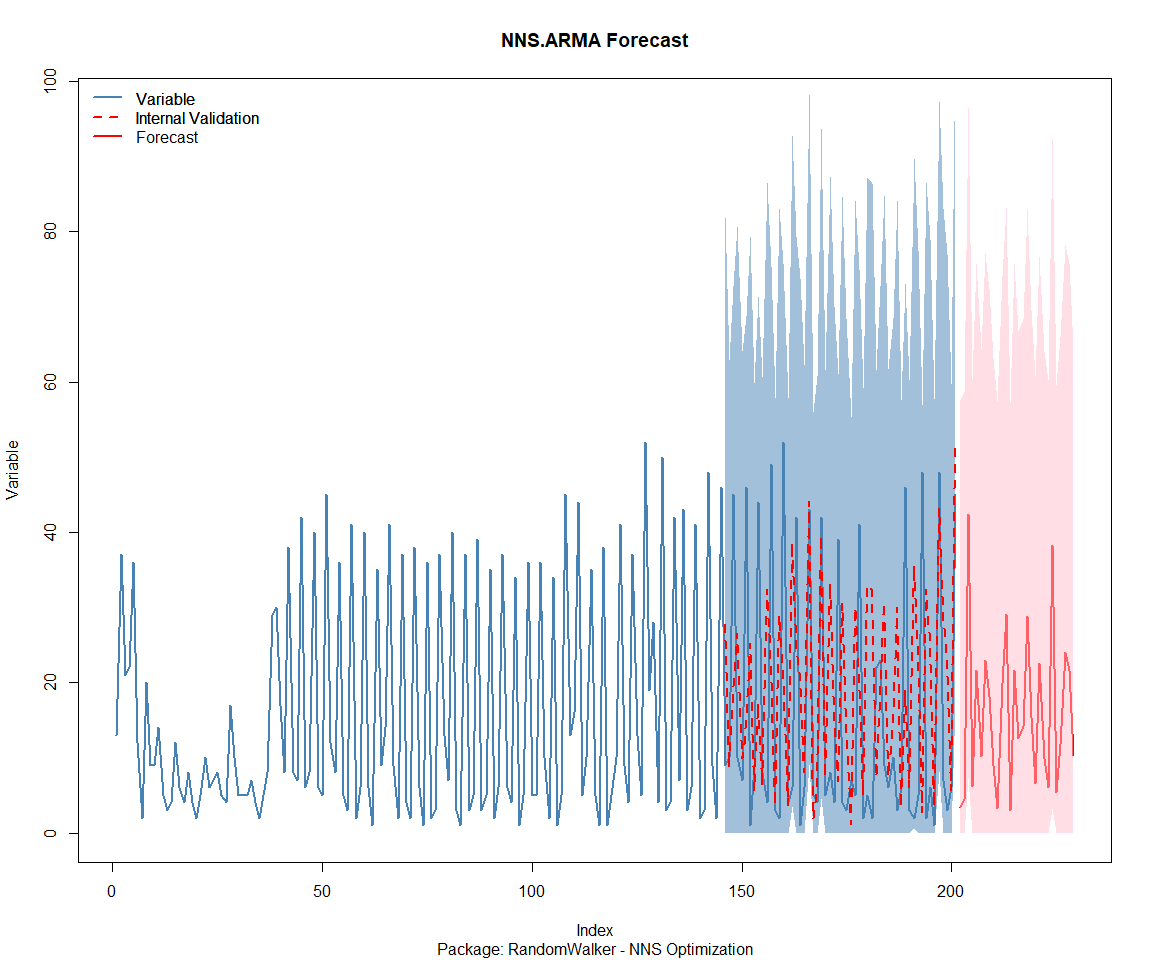 NNS.ARMA Forecast
Variable
Internal Validation
Forecast
100
80
60
40
20
0
Variable
0 50 100 150 200
Index
Package: RandomWalker - NNS Optimization